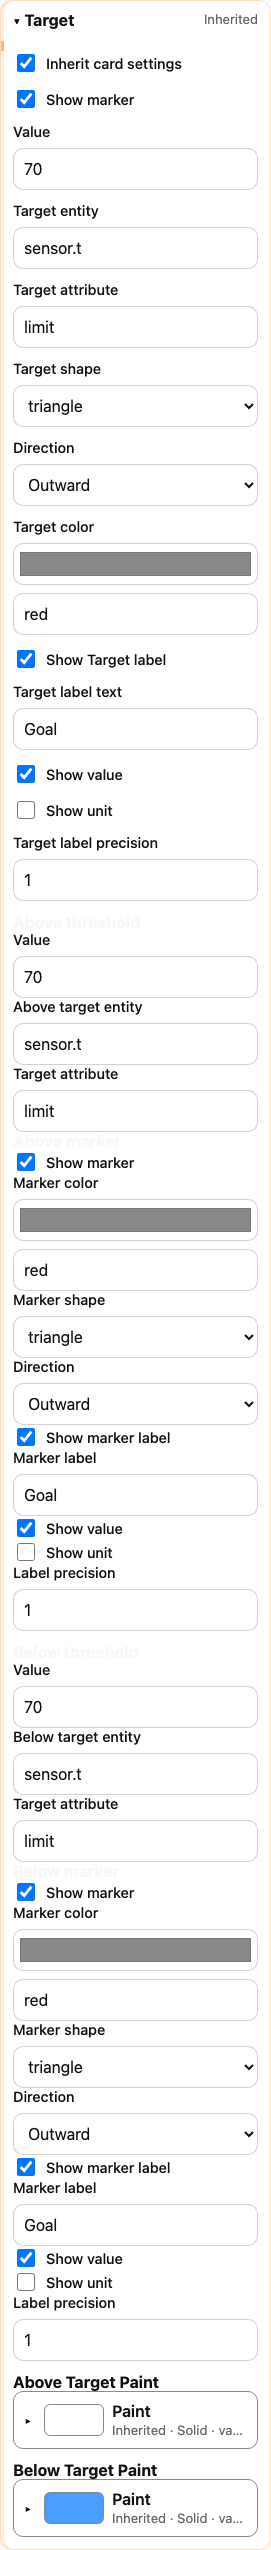 ▾ Target Inherited
Inherit card settings
Show marker
Value
70
Target entity
sensor.t
Target attribute
limit
Target shape
triangle
Direction
Outward
Target color
red
Show Target label
Target label text
Goal
Show value
Show unit
Target label precision
1
Above threshold
Value
70
Above target entity
sensor.t
Target attribute
limit
Above marker
Show marker
Marker color
red
Marker shape
triangle
Direction
Outward
Show marker label
Marker label
Goal
Show value
Show unit
Label precision
1
Below threshold
Value
70
Below target entity
sensor.t
Target attribute
limit
Below marker
Show marker
Marker color
red
Marker shape
triangle
Direction
Outward
Show marker label
Marker label
Goal
Show value
Show unit
Label precision
1
Above Target Paint
▸ Paint
Inherited · Solid · va...
Below Target Paint
▸ Paint
Inherited · Solid · va...